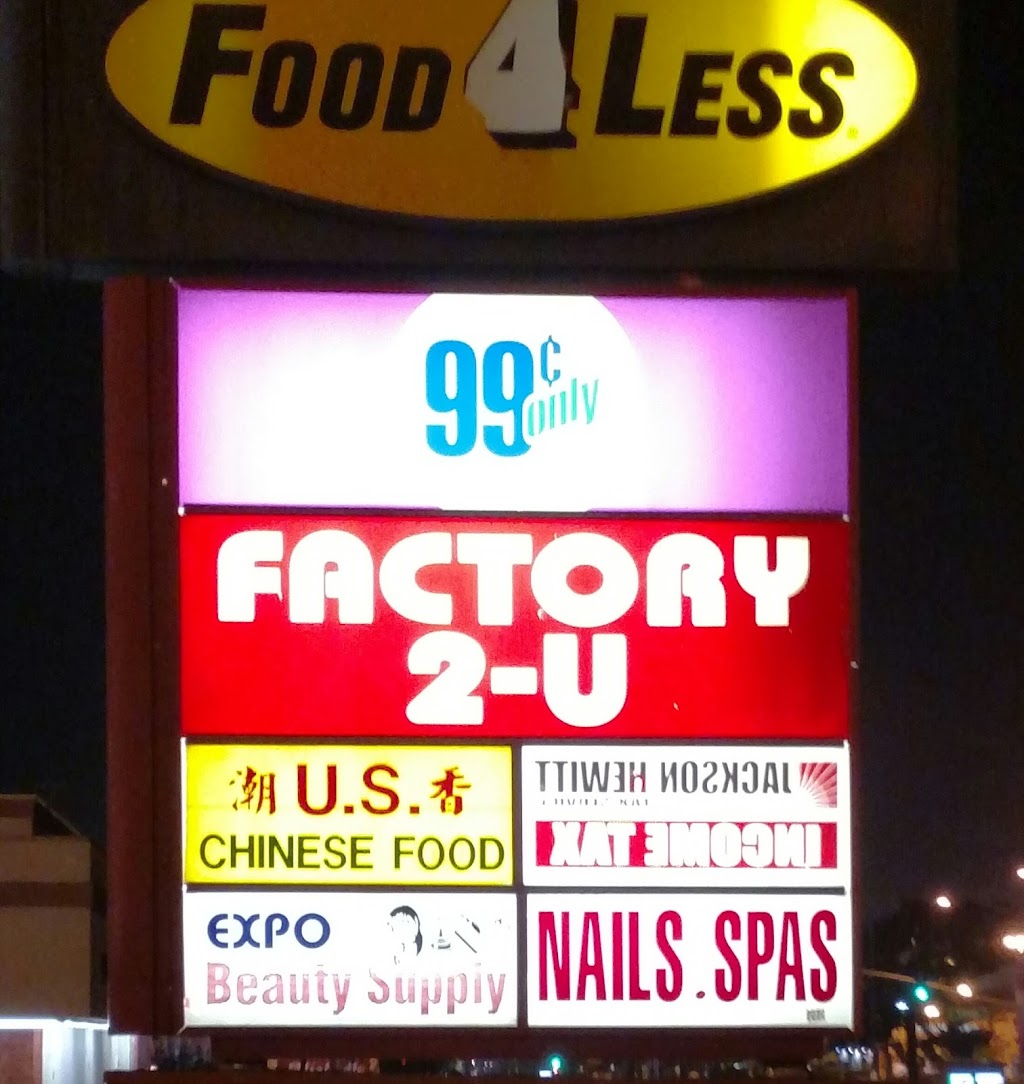 FOOD 4 LESS
99¢ only
FACTORY
2-U
潮 U.S. 香
CHINESE FOOD
JACKSON HEWITT
INCOME TAX
EXPO
Beauty Supply
NAILS . SPAS